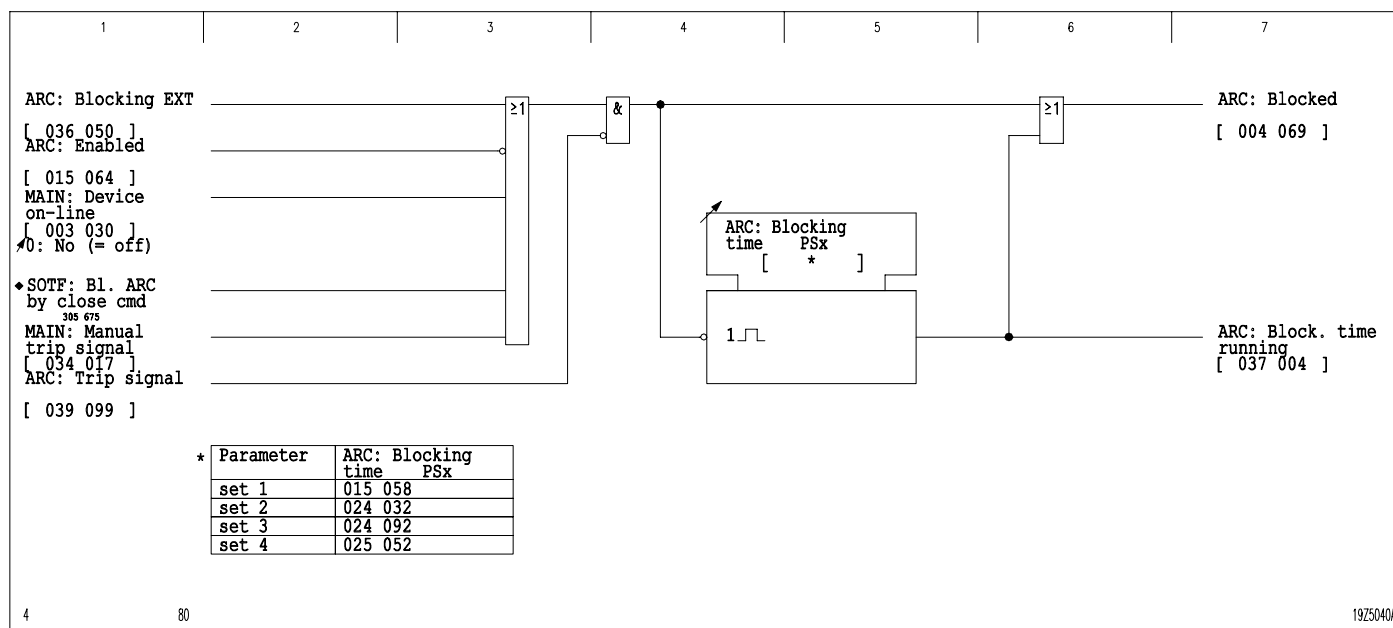 1 2 3 4 5 6 7
ARC: Blocking EXT
[ 036 050 ]
ARC: Enabled
[ 015 064 ]
MAIN: Device
on-line
[ 003 030 ]
0: No (= off)
SOTF: Bl. ARC
by close cmd
305 675
MAIN: Manual
trip signal
[ 034 017 ]
ARC: Trip signal
[ 039 099 ]
≥1
&
≥1
ARC: Blocking
time PSx
[ * ]
1
ARC: Blocked
[ 004 069 ]
ARC: Block. time
running
[ 037 004 ]
* Parameter ARC: Blocking
time PSx
set 1 015 058
set 2 024 032
set 3 024 092
set 4 025 052
4 80 19Z5040